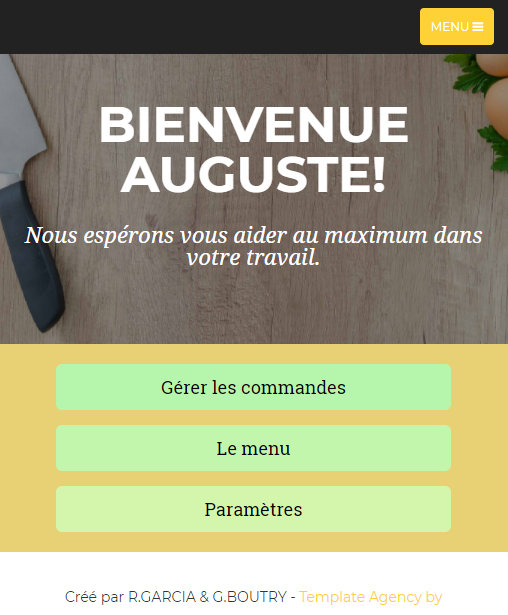 MENU
BIENVENUE
AUGUSTE!
Nous espérons vous aider au maximum dans
votre travail.
Gérer les commandes
Le menu
Paramètres
Créé par R.GARCIA & G.BOUTRY - Template Agency by